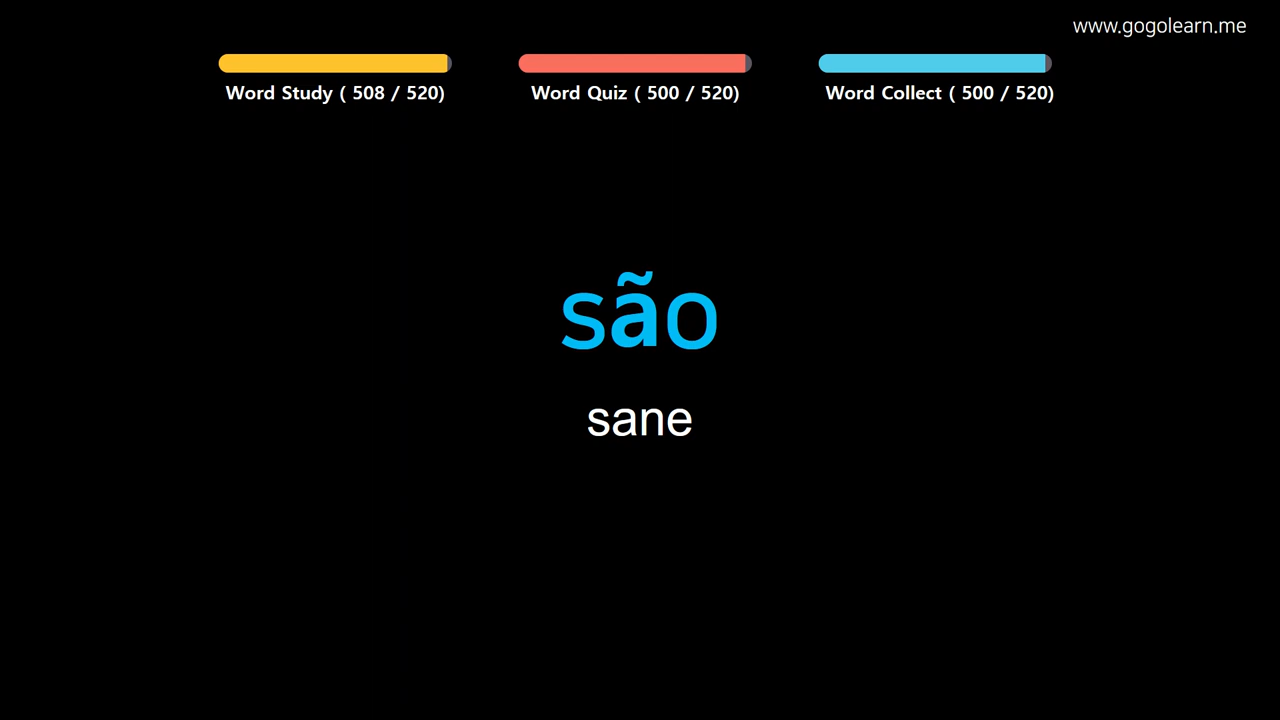 www.gogolearn.me
Word Study ( 508 / 520)
Word Quiz ( 500 / 520)
Word Collect ( 500 / 520)
são
sane